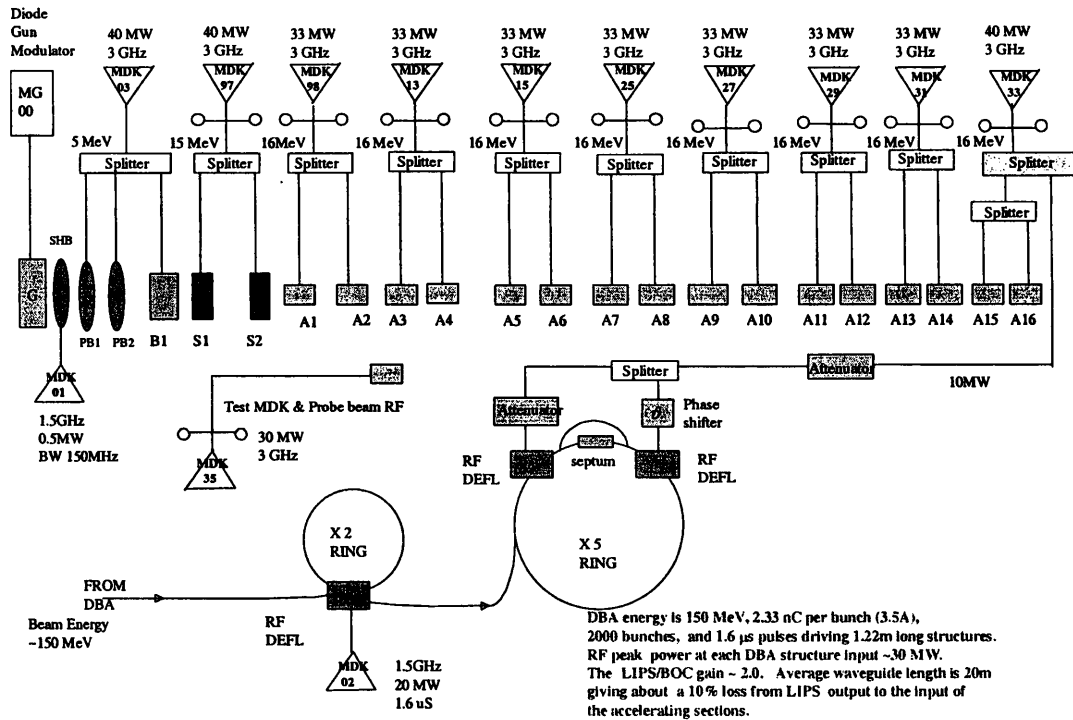 Diode
Gun
Modulator
40 MW
3 GHz
40 MW
3 GHz
33 MW
3 GHz
33 MW
3 GHz
33 MW
3 GHz
33 MW
3 GHz
33 MW
3 GHz
33 MW
3 GHz
33 MW
3 GHz
40 MW
3 GHz
MG
00
MDK
03
MDK
97
MDK
98
MDK
13
MDK
15
MDK
25
MDK
27
MDK
29
MDK
31
MDK
33
5 MeV
15 MeV
16MeV
16 MeV
16 MeV
16 MeV
16 MeV
16 MeV
16 MeV
16 MeV
Splitter
Splitter
Splitter
Splitter
Splitter
Splitter
Splitter
Splitter
Splitter
Splitter
Splitter
SHB
G
PB1
PB2
B1
S1
S2
A1
A2
A3
A4
A5
A6
A7
A8
A9
A10
A11
A12
A13
A14
A15
A16
MDK
01
1.5GHz
0.5MW
BW 150MHz
Test MDK & Probe beam RF
30 MW
3 GHz
MDK
35
Splitter
Attenuator
10MW
Attenuator
Phase
shifter
septum
RF
DEFL
RF
DEFL
X 2
RING
X 5
RING
FROM
DBA
Beam Energy
~150 MeV
RF
DEFL
MDK
02
1.5GHz
20 MW
1.6 uS
DBA energy is 150 MeV, 2.33 nC per bunch (3.5A),
2000 bunches, and 1.6 μs pulses driving 1.22m long structures.
RF peak power at each DBA structure input ~30 MW.
The LIPS/BOC gain ~ 2.0. Average waveguide length is 20m
giving about a 10 % loss from LIPS output to the input of
the accelerating sections.